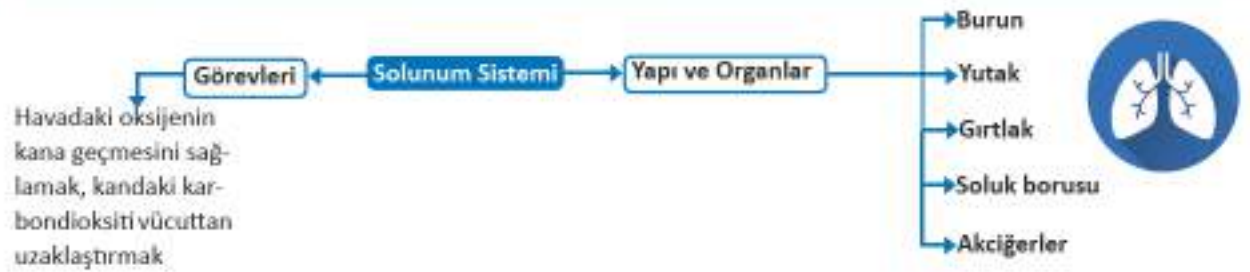 Solunum Sistemi
Görevleri
Havadaki oksijenin
kana geçmesini sağ-
lamak, kandaki kar-
bondioksiti vücuttan
uzaklaştırmak
Yapı ve Organlar
Burun
Yutak
Gırtlak
Soluk borusu
Akciğerler